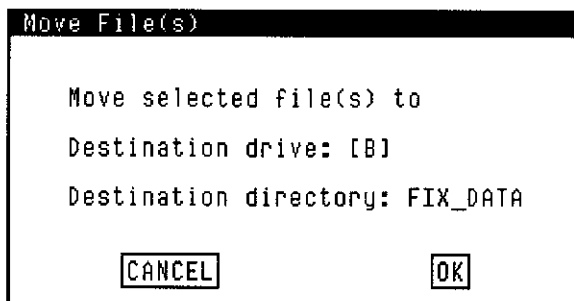 Move File(s)
Move selected file(s) to
Destination drive: [B]
Destination directory: FIX_DATA
CANCEL OK